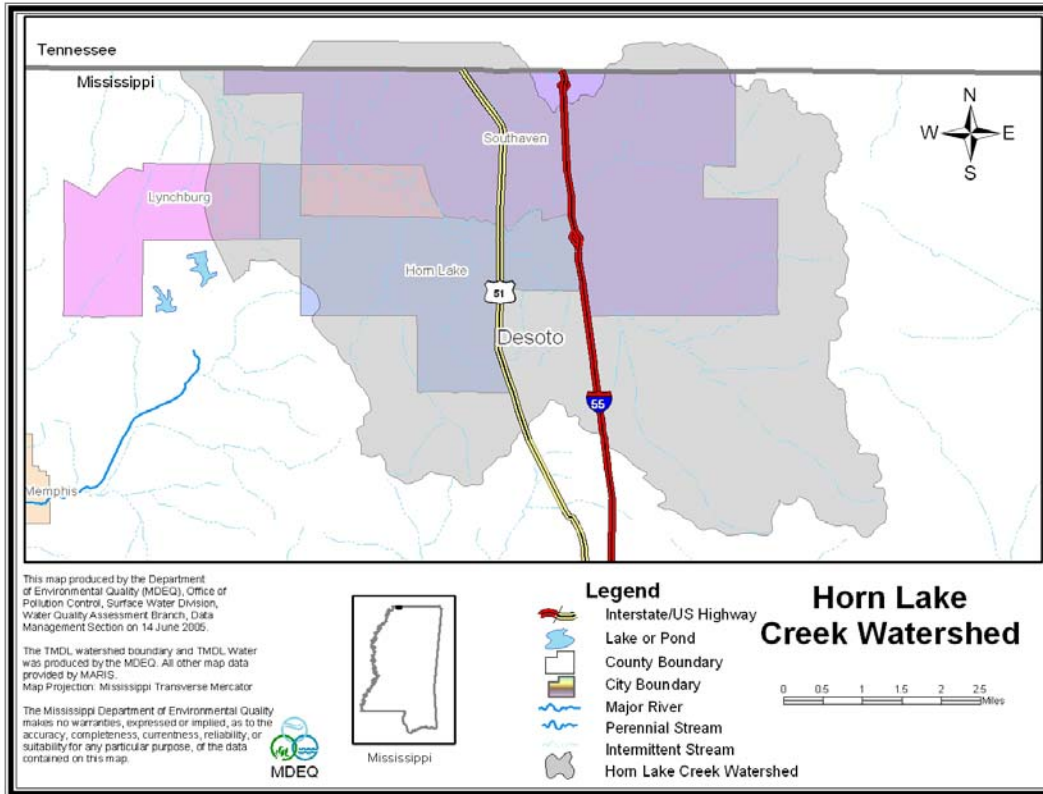 Tennessee
Mississippi
Southaven
N
W E
S
Lynchburg
Horn Lake
51
Desoto
55
Memphis
This map produced by the Department
of Environmental Quality (MDEQ), Office of
Pollution Control, Surface Water Division,
Water Quality Assessment Branch, Data
Management Section on 14 June 2005.
The TMDL watershed boundary and TMDL Water
was produced by the MDEQ. All other map data
provided by MARIS.
Map Projection: Mississippi Transverse Mercator
The Mississippi Department of Environmental Quality
makes no warranties, expressed or implied, as to the
accuracy, completeness, currentness, reliability, or
suitability for any particular purpose, of the data
contained on this map.
MDEQ
Mississippi
Legend
Interstate/US Highway
Lake or Pond
County Boundary
City Boundary
Major River
Perennial Stream
Intermittent Stream
Horn Lake Creek Watershed
Horn Lake
Creek Watershed
0 0.5 1 1.5 2 2.5
Miles